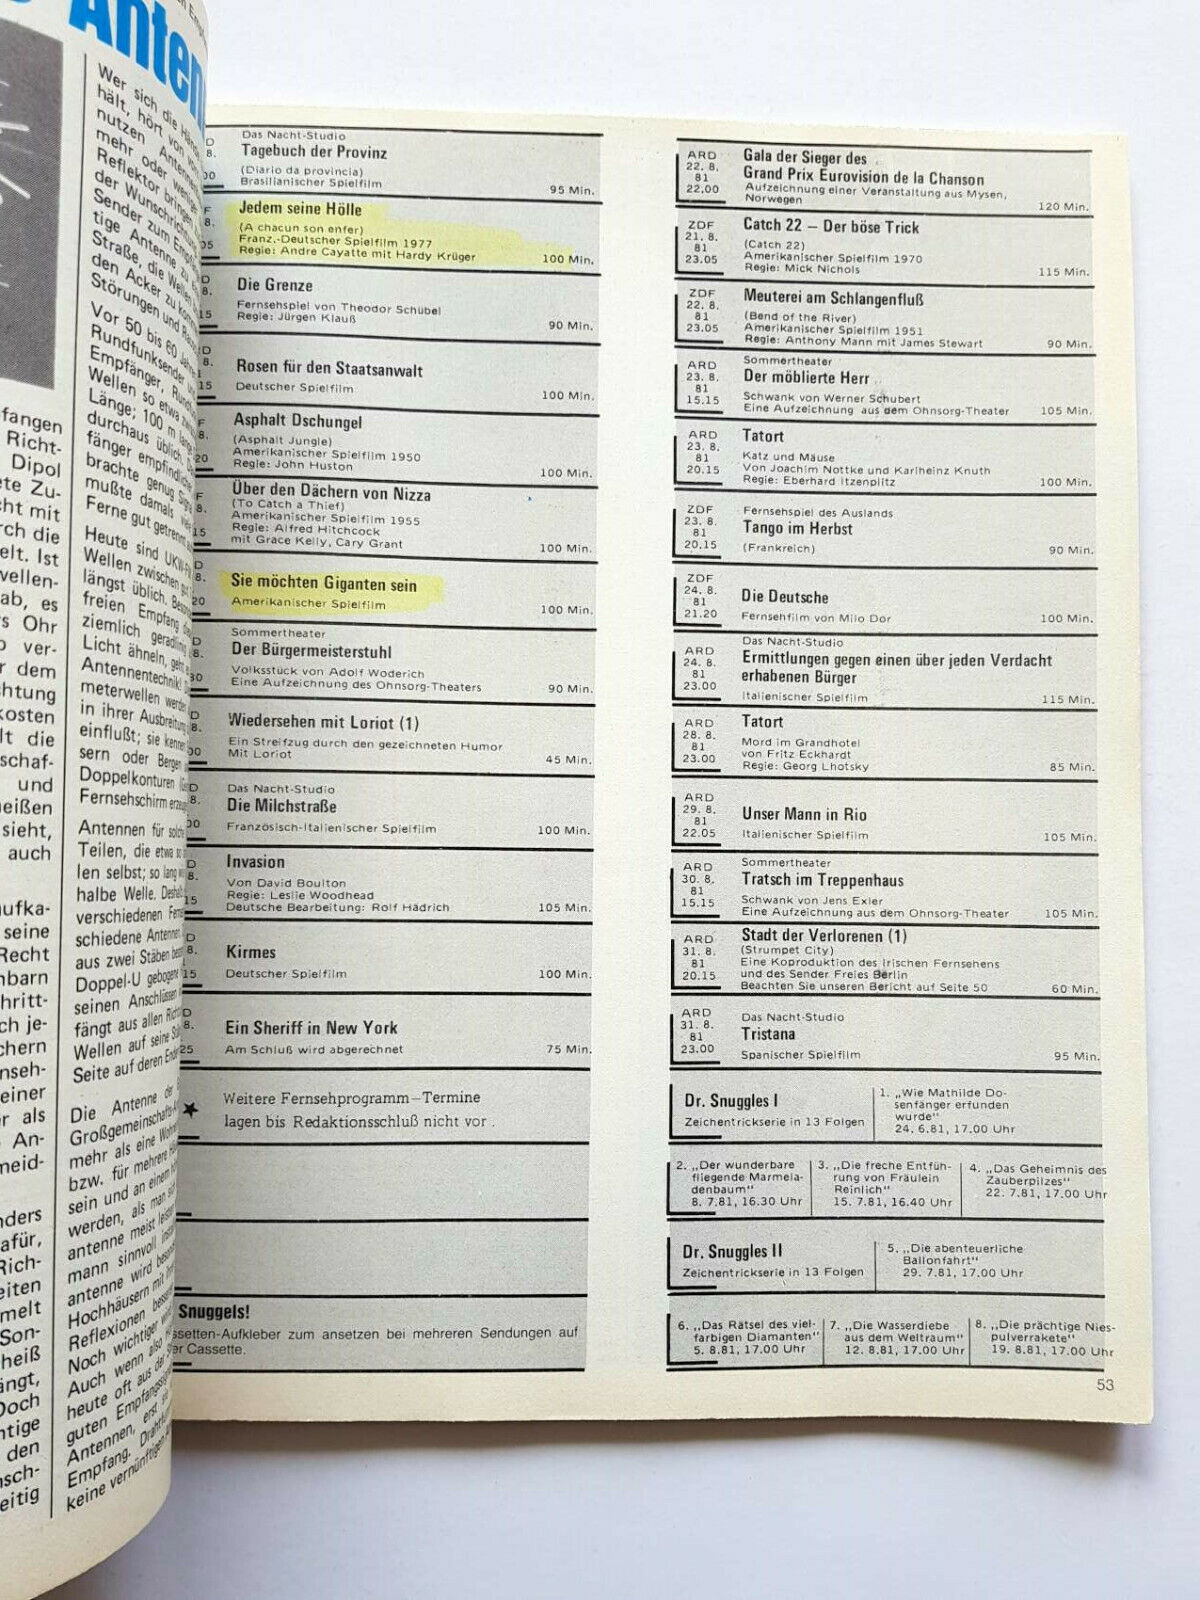 Anten
Wer sich die
hält, hört von
nutzen Antennen
mehr oder weniger
Reflektor bringen
der Wunschrichtung
Sender zum
tige Antenne zu
Straße, die Wellen
den Acker zu
Störungen und
Vor 50 bis 60 Jahren
Rundfunksender
Empfänger,
Wellen so etwa
Länge; 100 m lange
durchaus üblich.
fänger empfindlicher
brachte genug
mußte damals
Ferne gut getrennt
Heute sind UKW-
Wellen zwischen
längst üblich.
freien Empfang
ziemlich geradlinig
Licht ähneln, geht
Antennentechnik!
meterwellen werden
in ihrer Ausbreitung
einflußt; sie kennen
sern oder Bergen
Doppelkonturen
Fernsehschirm
Antennen für solche
Teilen, die etwa so
len selbst; so lang
halbe Welle. Deshalb
verschiedenen
schiedene Antennen
aus zwei Stäben
Doppel-U gebogene
seinen Anschlüssen
fängt aus allen
Wellen auf seine
Seite auf deren
Die Antenne der
Großgemeinschafts-
mehr als eine
bzw. für mehrere
sein und an einem
werden, als man
antenne meist
mann sinnvoll
antenne wird
Hochhäusern mit
Reflexionen
Noch wichtiger
Auch wenn also
heute oft aus der
guten
Antennen, erst
Empfang.
keine vernünftigen
fangen
Richt-
Dipol
ete Zu-
cht mit
rch die
elt. Ist
vellen-
ab, es
s Ohr
ver-
r dem
chtung
kosten
lt die
schaf-
und
heißen
sieht,
auch
ufka-
seine
Recht
nbarn
hritt-
ch je-
chern
nseh-
einer
r als
An-
meid-
nders
afür,
Rich-
eiten
melt
Son-
heiß
ängt,
Doch
ntige
den
nsch-
eitig
Das Nacht-Studio
Tagebuch der Provinz
(Diario da provincia)
Brasilianischer Spielfilm 95 Min.
Jedem seine Hölle
(A chacun son enfer)
Franz.-Deutscher Spielfilm 1977
Regie: Andre Cayatte mit Hardy Krüger 100 Min.
Die Grenze
Fernsehspiel von Theodor Schübel
Regie: Jürgen Klauß 90 Min.
Rosen für den Staatsanwalt
Deutscher Spielfilm 100 Min.
Asphalt Dschungel
(Asphalt Jungle)
Amerikanischer Spielfilm 1950
Regie: John Huston 100 Min.
Über den Dächern von Nizza
(To Catch a Thief)
Amerikanischer Spielfilm 1955
Regie: Alfred Hitchcock
mit Grace Kelly, Cary Grant 100 Min.
Sie möchten Giganten sein
Amerikanischer Spielfilm 100 Min.
Sommertheater
Der Bürgermeisterstuhl
Volksstück von Adolf Woderich
Eine Aufzeichnung des Ohnsorg-Theaters 90 Min.
Wiedersehen mit Loriot (1)
Ein Streifzug durch den gezeichneten Humor
Mit Loriot 45 Min.
Das Nacht-Studio
Die Milchstraße
Französisch-Italienischer Spielfilm 100 Min.
Invasion
Von David Boulton
Regie: Leslie Woodhead
Deutsche Bearbeitung: Rolf Hädrich 105 Min.
Kirmes
Deutscher Spielfilm 100 Min.
Ein Sheriff in New York
Am Schluß wird abgerechnet 75 Min.
Weitere Fernsehprogramm–Termine
lagen bis Redaktionsschluß nicht vor.
Snuggels!
ssetten-Aufkleber zum ansetzen bei mehreren Sendungen auf
er Cassette.
ARD
22. 8.
81
22.00
Gala der Sieger des
Grand Prix Eurovision de la Chanson
Aufzeichnung einer Veranstaltung aus Mysen,
Norwegen 120 Min.
ZDF
21. 8.
81
23.05
Catch 22 – Der böse Trick
(Catch 22)
Amerikanischer Spielfilm 1970
Regie: Mick Nichols 115 Min.
ZDF
22. 8.
81
23.05
Meuterei am Schlangenfluß
(Bend of the River)
Amerikanischer Spielfilm 1951
Regie: Anthony Mann mit James Stewart 90 Min.
ARD
23. 8.
81
15.15
Sommertheater
Der möblierte Herr
Schwank von Werner Schubert
Eine Aufzeichnung aus dem Ohnsorg-Theater 105 Min.
ARD
23. 8.
81
20.15
Tatort
Katz und Mäuse
Von Joachim Nottke und Karlheinz Knuth
Regie: Eberhard Itzenplitz 100 Min.
ZDF
23. 8.
81
20.15
Fernsehspiel des Auslands
Tango im Herbst
(Frankreich) 90 Min.
ZDF
24. 8.
81
21.20
Die Deutsche
Fernsehfilm von Milo Dor 100 Min.
ARD
24. 8.
81
23.00
Das Nacht-Studio
Ermittlungen gegen einen über jeden Verdacht
erhabenen Bürger
Italienischer Spielfilm 115 Min.
ARD
28. 8.
81
23.00
Tatort
Mord im Grandhotel
von Fritz Eckhardt
Regie: Georg Lhotsky 85 Min.
ARD
29. 8.
81
22.05
Unser Mann in Rio
Italienischer Spielfilm 105 Min.
ARD
30. 8.
81
15.15
Sommertheater
Tratsch im Treppenhaus
Schwank von Jens Exler
Eine Aufzeichnung aus dem Ohnsorg-Theater 105 Min.
ARD
31. 8.
81
20.15
Stadt der Verlorenen (1)
(Strumpet City)
Eine Koproduktion des Irischen Fernsehens
und des Sender Freies Berlin
Beachten Sie unseren Bericht auf Seite 50 60 Min.
ARD
31. 8.
81
23.00
Das Nacht-Studio
Tristana
Spanischer Spielfilm 95 Min.
Dr. Snuggles I
Zeichentrickserie in 13 Folgen
1. „Wie Mathilde Do-
senfänger erfunden
wurde"
24. 6.81, 17.00 Uhr
2. „Der wunderbare
fliegende Marmela-
denbaum"
8. 7.81, 16.30 Uhr
3. „Die freche Entfüh-
rung von Fräulein
Reinlich"
15. 7.81, 16.40 Uhr
4. „Das Geheimnis des
Zauberpilzes"
22. 7.81, 17.00 Uhr
Dr. Snuggles II
Zeichentrickserie in 13 Folgen
5. „Die abenteuerliche
Ballonfahrt"
29. 7.81, 17.00 Uhr
6. „Das Rätsel des viel-
farbigen Diamanten"
5. 8.81, 17.00 Uhr
7. „Die Wasserdiebe
aus dem Weltraum"
12. 8.81, 17.00 Uhr
8. „Die prächtige Nies-
pulverrakete"
19. 8.81, 17.00 Uhr
53